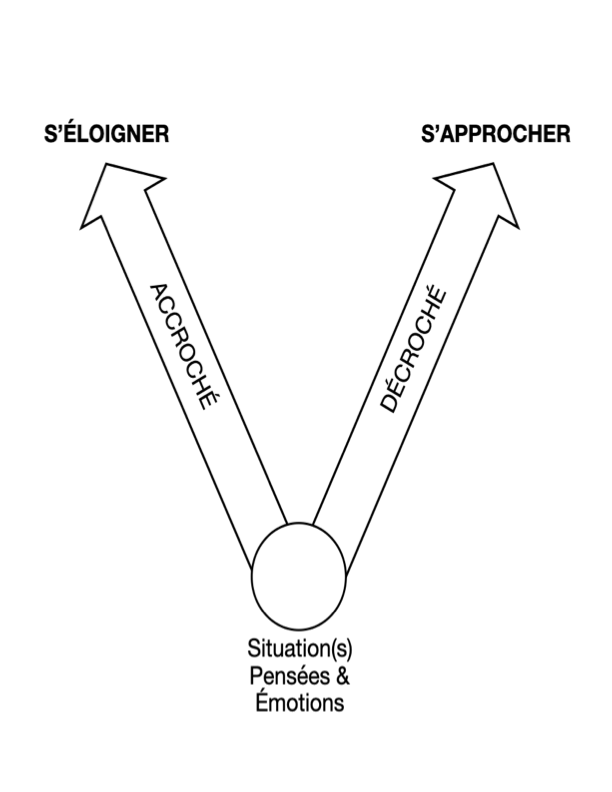 S'ÉLOIGNER
S'APPROCHER
ACCROCHÉ
DÉCROCHÉ
Situation(s)
Pensées &
Émotions